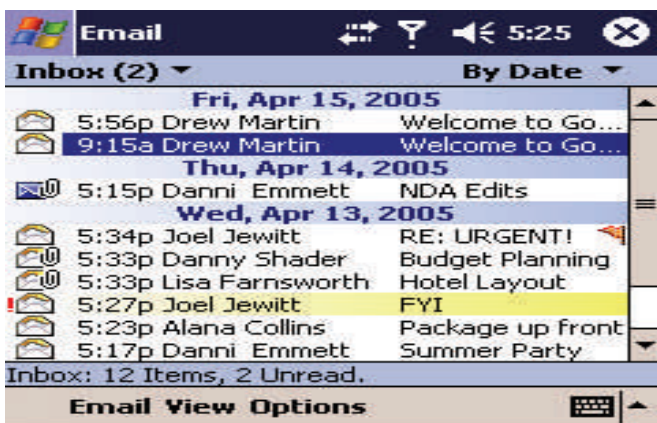 Email 5:25
Inbox (2) By Date
Fri, Apr 15, 2005
5:56p Drew Martin Welcome to Go...
9:15a Drew Martin Welcome to Go...
Thu, Apr 14, 2005
5:15p Danni Emmett NDA Edits
Wed, Apr 13, 2005
5:34p Joel Jewitt RE: URGENT!
5:33p Danny Shader Budget Planning
5:33p Lisa Farnsworth Hotel Layout
! 5:27p Joel Jewitt FYI
5:23p Alana Collins Package up front
5:17p Danni Emmett Summer Party
Inbox: 12 Items, 2 Unread.
Email View Options